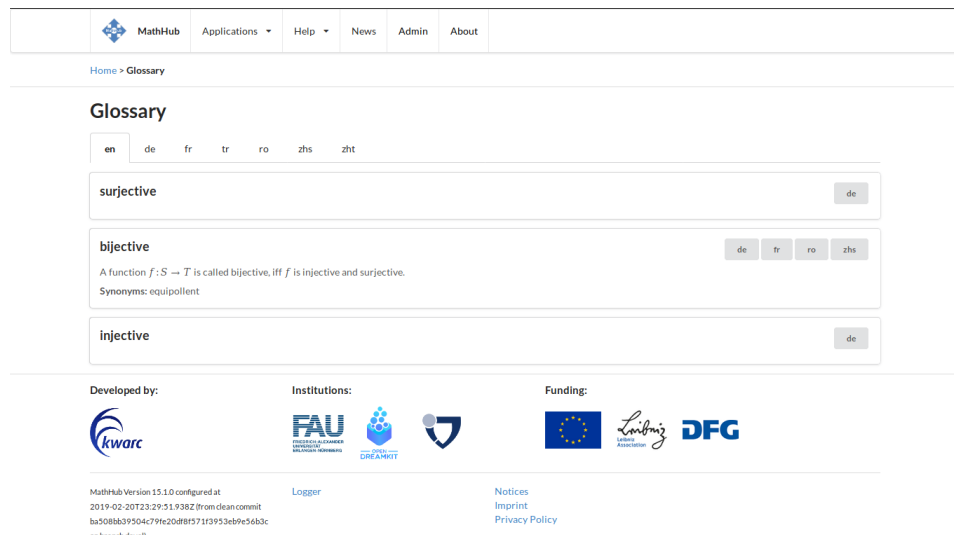 MathHub Applications Help News Admin About
Home > Glossary
Glossary
en de fr tr ro zhs zht
surjective de
bijective de fr ro zhs
A function f : S → T is called bijective, iff f is injective and surjective.
Synonyms: equipollent
injective de
Developed by: Institutions: Funding:
kwarc
FAU
FRIEDRICH-ALEXANDER
UNIVERSITÄT
ERLANGEN-NÜRNBERG
OPEN
DREAMKIT
Leibniz
Leibniz
Association
DFG
MathHub Version 15.1.0 configured at
2019-02-20T23:29:51.938Z (from clean commit
ba508bb39504c79fe20df8f571f3953eb9e56b3c
Logger
Notices
Imprint
Privacy Policy